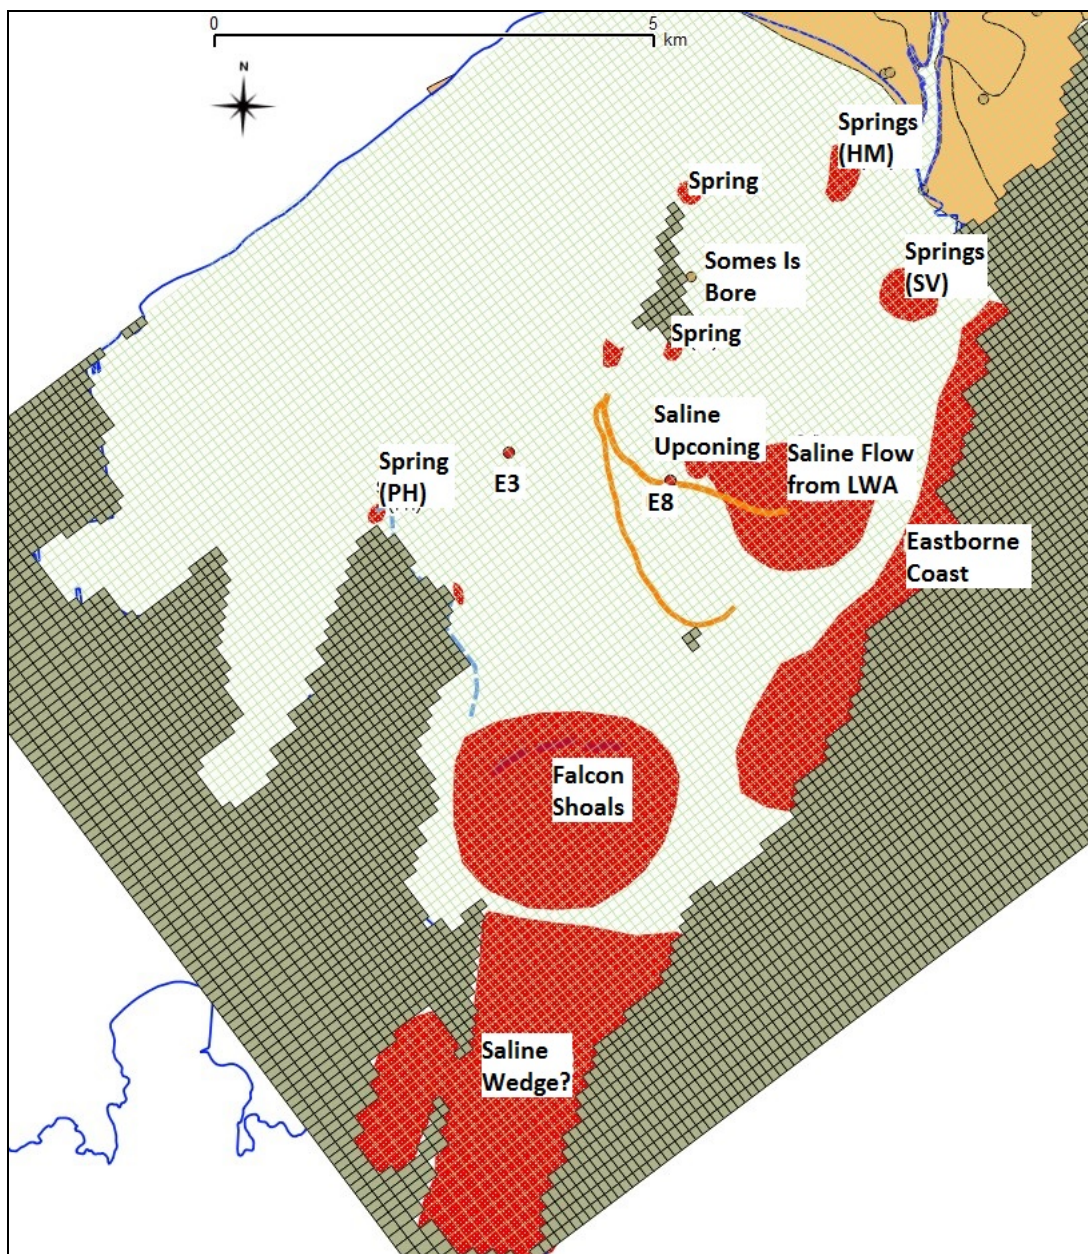 0
5
km
N
Springs
(HM)
Spring
Somes Is
Bore
Springs
(SV)
Spring
Saline
Upconing
Saline Flow
from LWA
Spring
(PH)
E3
E8
Eastborne
Coast
Falcon
Shoals
Saline
Wedge?